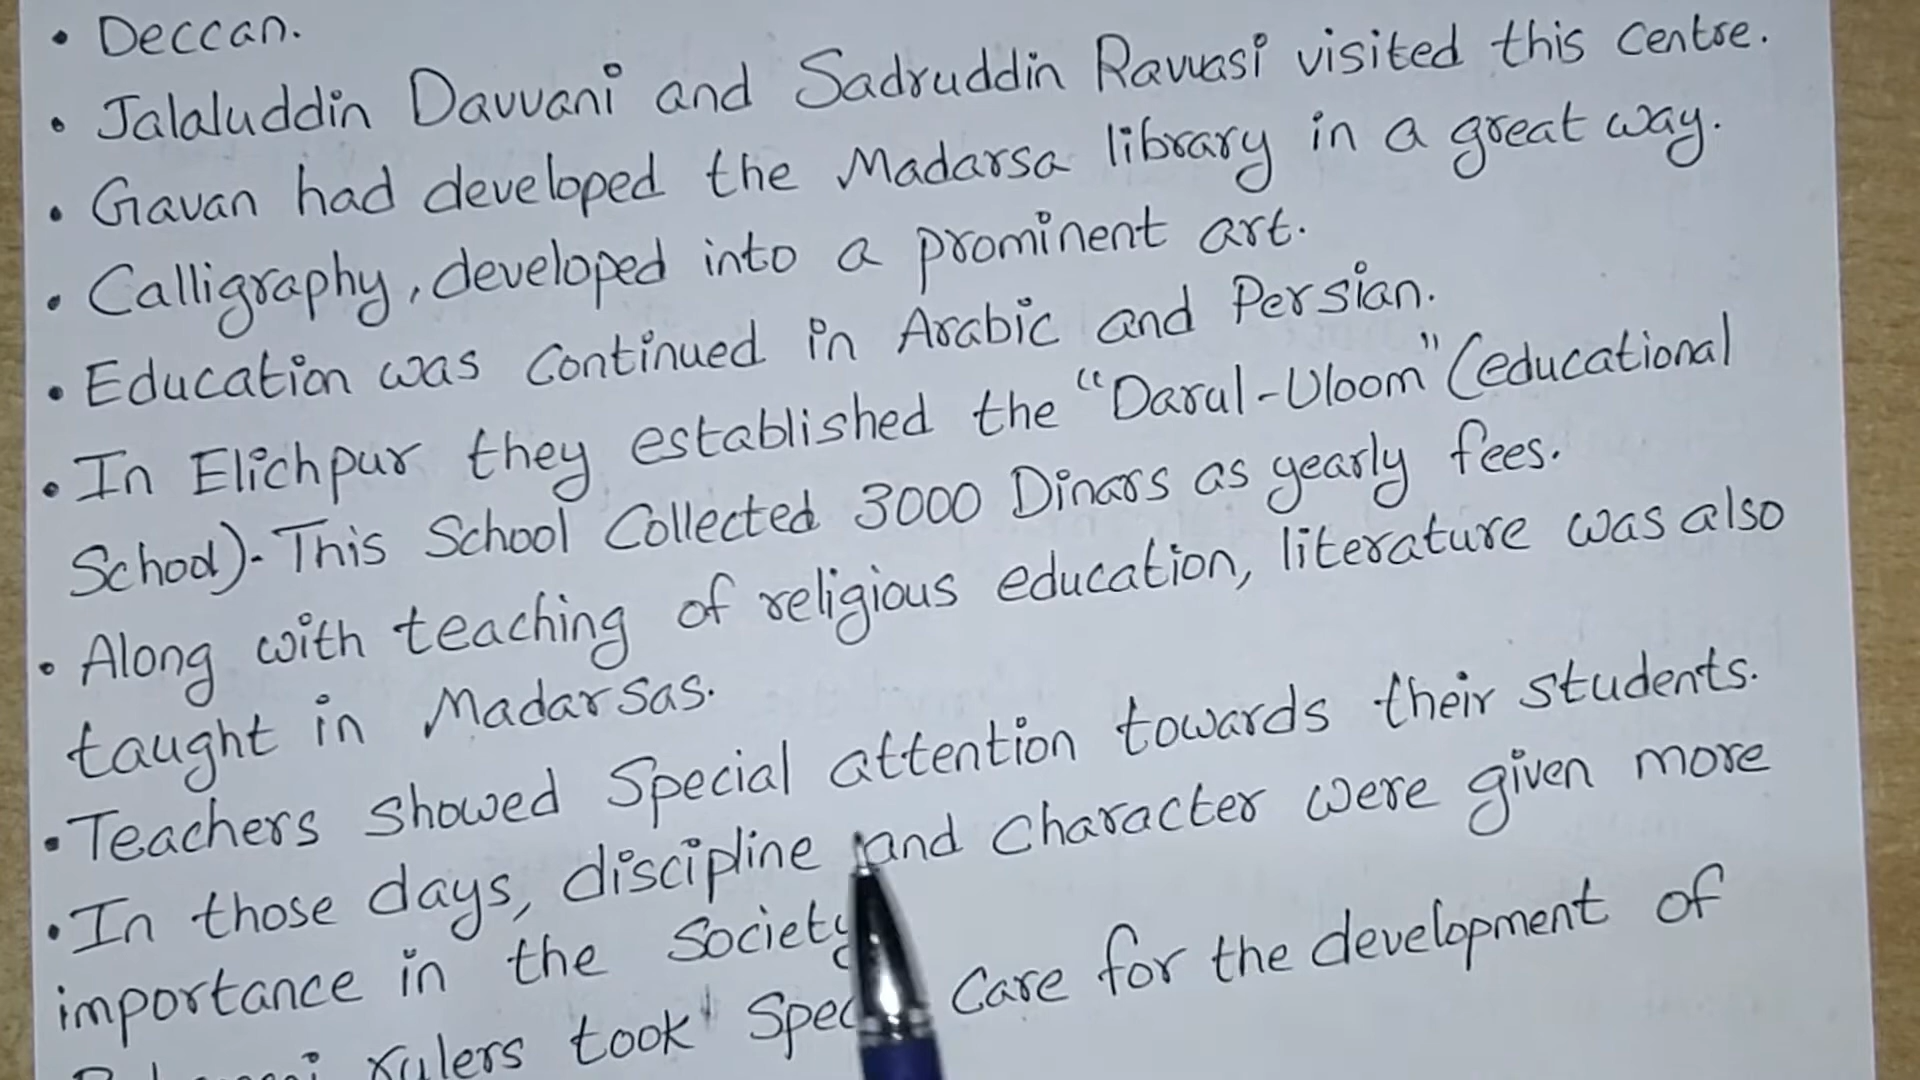 • Deccan.
• Jalaluddin Davvani and Sadruddin Ravvasi visited this centre.
• Gavan had developed the Madarsa library in a great way.
• Calligraphy, developed into a prominent art.
• Education was continued in Arabic and Persian.
• In Elichpur they established the "Darul-Uloom" (educational
School). This School Collected 3000 Dinars as yearly fees.
• Along with teaching of religious education, literature was also
taught in Madarsas.
• Teachers showed Special attention towards their students.
• In those days, discipline and character were given more
importance in the Society
rulers took Care for the development of